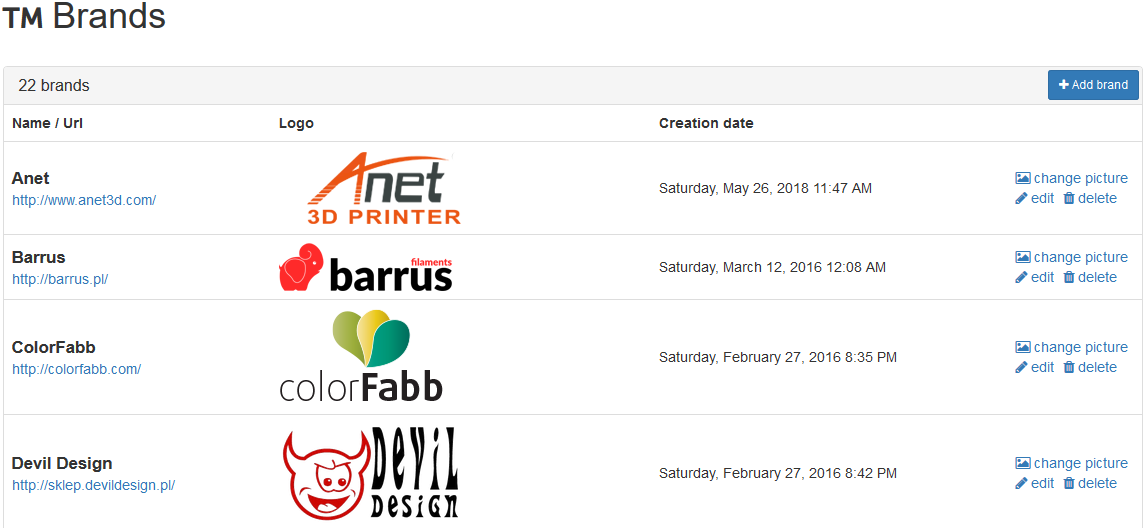 ™ Brands
22 brands
Add brand
Name / Url Logo Creation date
Anet
http://www.anet3d.com/
Anet
3D PRINTER
Saturday, May 26, 2018 11:47 AM
change picture
edit delete
Barrus
http://barrus.pl/
filaments
barrus
Saturday, March 12, 2016 12:08 AM
change picture
edit delete
ColorFabb
http://colorfabb.com/
colorFabb
Saturday, February 27, 2016 8:35 PM
change picture
edit delete
Devil Design
http://sklep.devildesign.pl/
DEVIL
DESIGN
Saturday, February 27, 2016 8:42 PM
change picture
edit delete